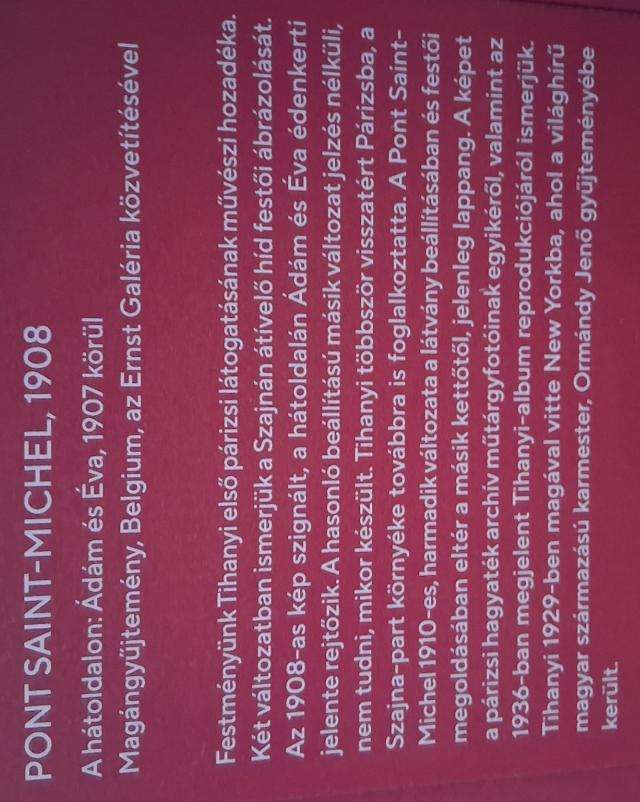 PONT SAINT-MICHEL, 1908
A hátoldalon: Ádám és Éva, 1907 körül
Magángyűjtemény, Belgium, az Ernst Galéria közvetítésével
Festményünk Tihanyi első párizsi látogatásának művészi hozadéka.
Két változatban ismerjük a Szajnán átívelő híd festői ábrázolását.
Az 1908-as kép szignált, a hátoldalán Ádám és Éva édenkerti
jelente rejtőzik. A hasonló beállítású másik változat jelzés nélküli,
nem tudni, mikor készült. Tihanyi többször visszatért Párizsba, a
Szajna-part környéke továbbra is foglalkoztatta. A Pont Saint-
Michel 1910-es, harmadik változata a látvány beállításában és festői
megoldásában eltér a másik kettőtől, jelenleg lappang. A képet
a párizsi hagyaték archív műtárgyfotóinak egyikéről, valamint az
1936-ban megjelent Tihanyi-album reprodukciójáról ismerjük.
Tihanyi 1929-ben magával vitte New Yorkba, ahol a világhírű
magyar származású karmester, Ormándy Jenő gyűjteményébe
került.